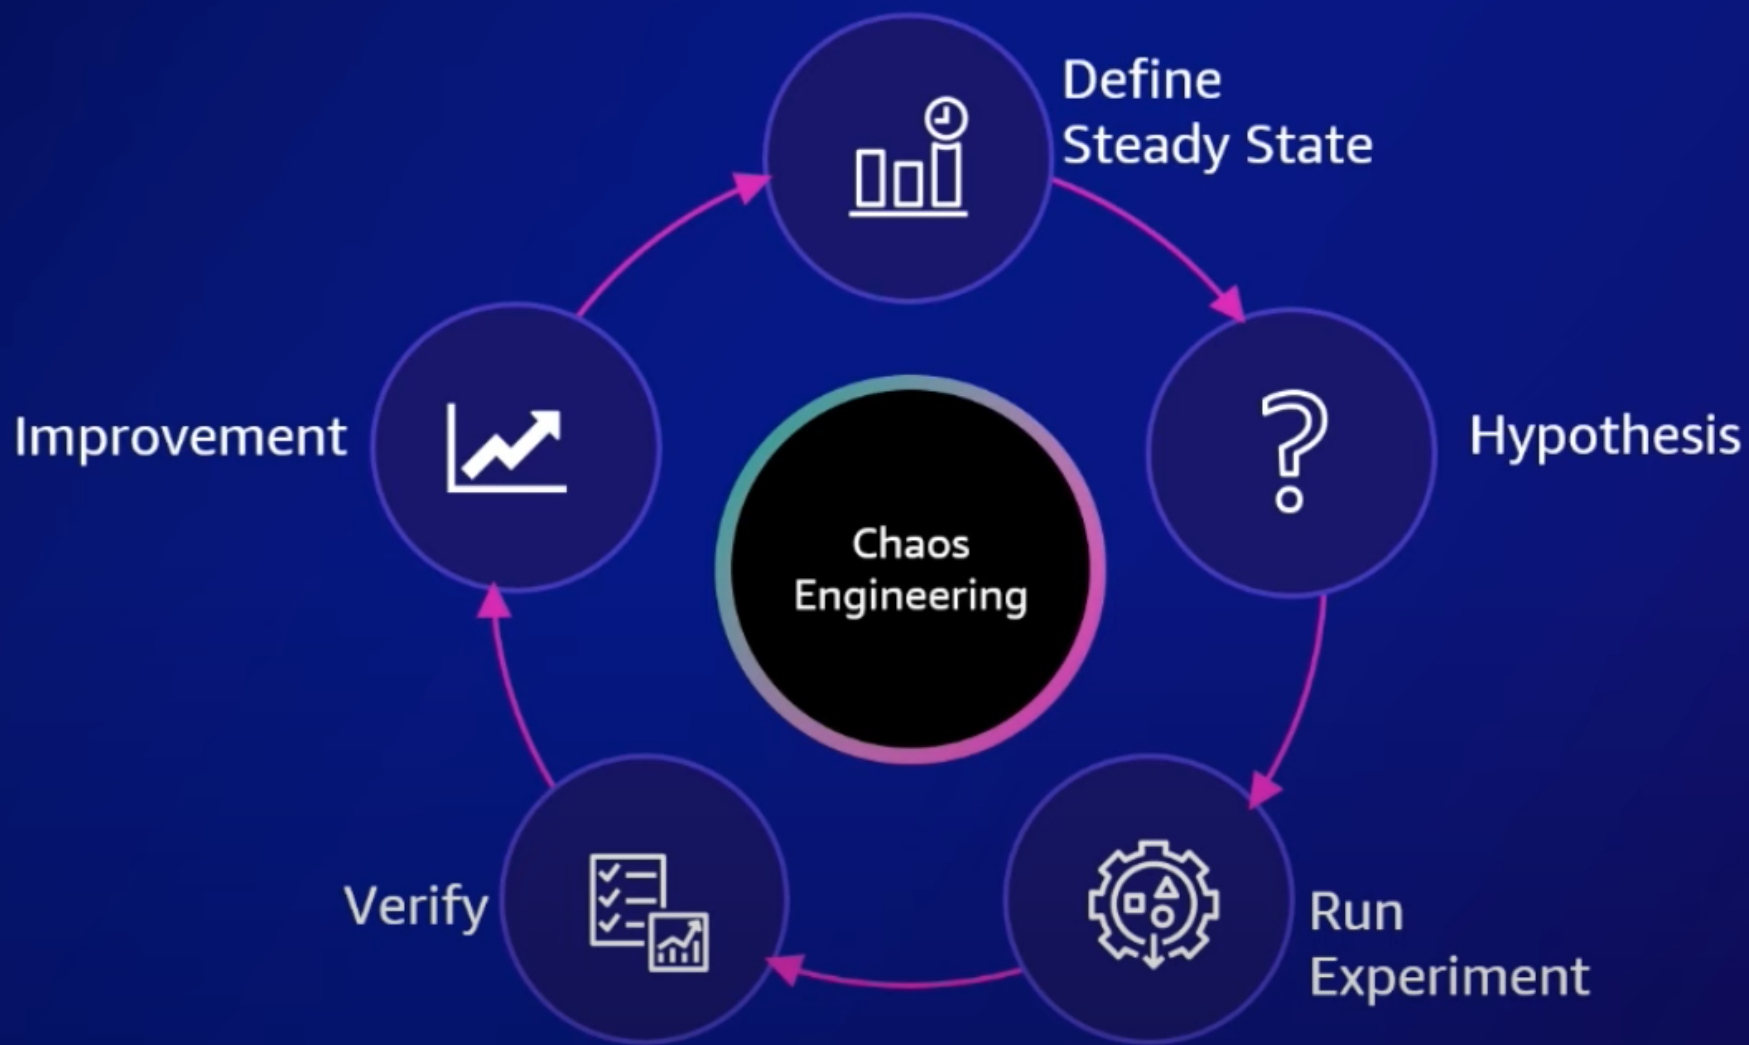 Define
Steady State
Hypothesis
Run
Experiment
Verify
Improvement
Chaos
Engineering